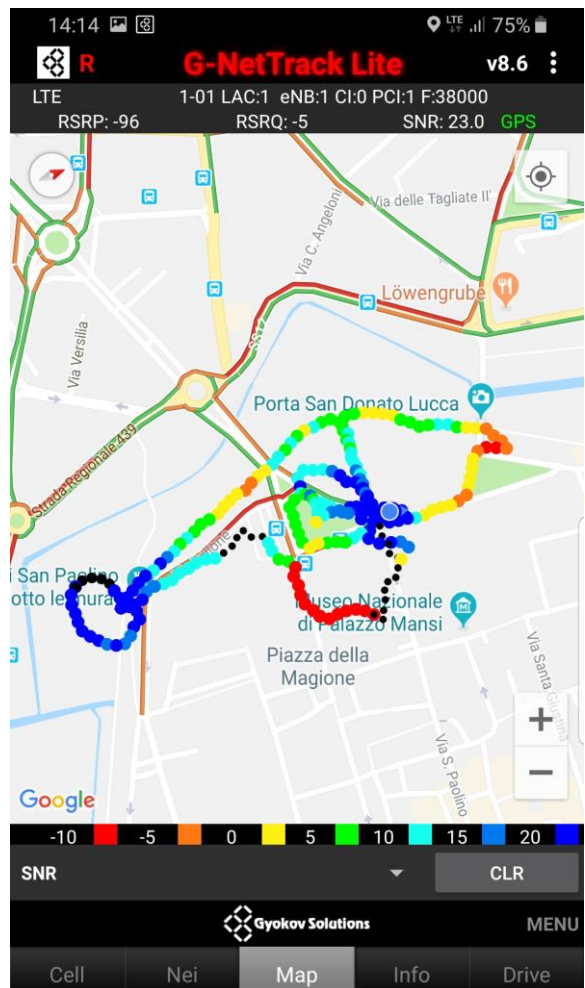 14:14 LTE 75%
R G-NetTrack Lite v8.6
LTE 1-01 LAC:1 eNB:1 CI:0 PCI:1 F:38000
RSRP: -96 RSRQ: -5 SNR: 23.0 GPS
Via delle Tagliate II
Via C. Angeloni
Löwengrube
Via Versilia
SS12
Porta San Donato Lucca
Strada Regionale 439
San Paolino
otto le mura
Museo Nazionale
di Palazzo Mansi
Piazza della
Magione
Via Santa Giustina
Via S. Paolino
+
−
Google
-10 -5 0 5 10 15 20
SNR CLR
Gyokov Solutions MENU
Cell Nei Map Info Drive